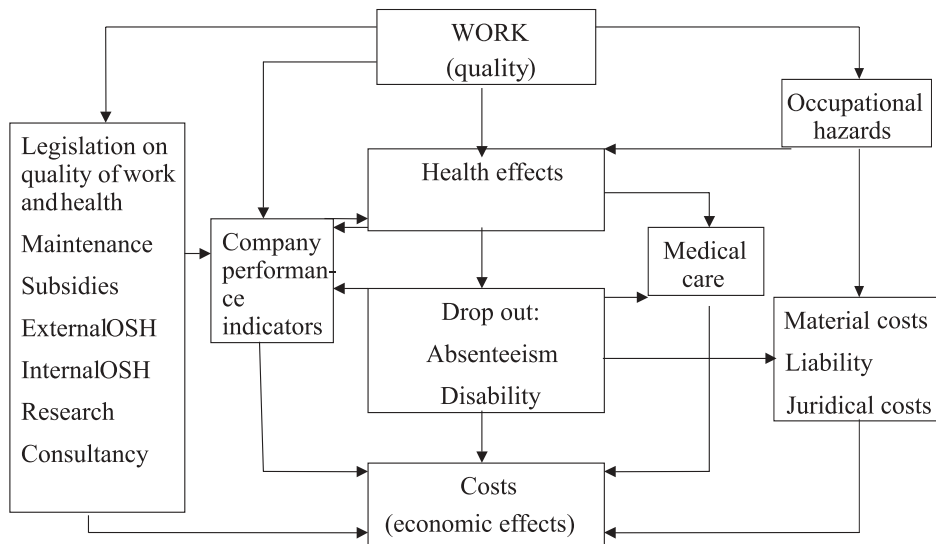 WORK
(quality)
Occupational
hazards
Legislation on
quality of work
and health
Maintenance
Subsidies
ExternalOSH
InternalOSH
Research
Consultancy
Health effects
Company
performan-
ce
indicators
Medical
care
Drop out:
Absenteeism
Disability
Material costs
Liability
Juridical costs
Costs
(economic effects)